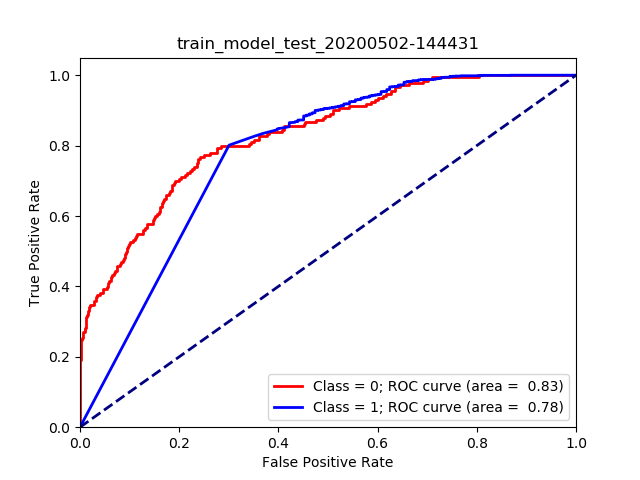 train_model_test_20200502-144431
True Positive Rate
1.0
0.8
0.6
0.4
0.2
0.0
0.0 0.2 0.4 0.6 0.8 1.0
False Positive Rate
Class = 0; ROC curve (area =  0.83)
Class = 1; ROC curve (area =  0.78)